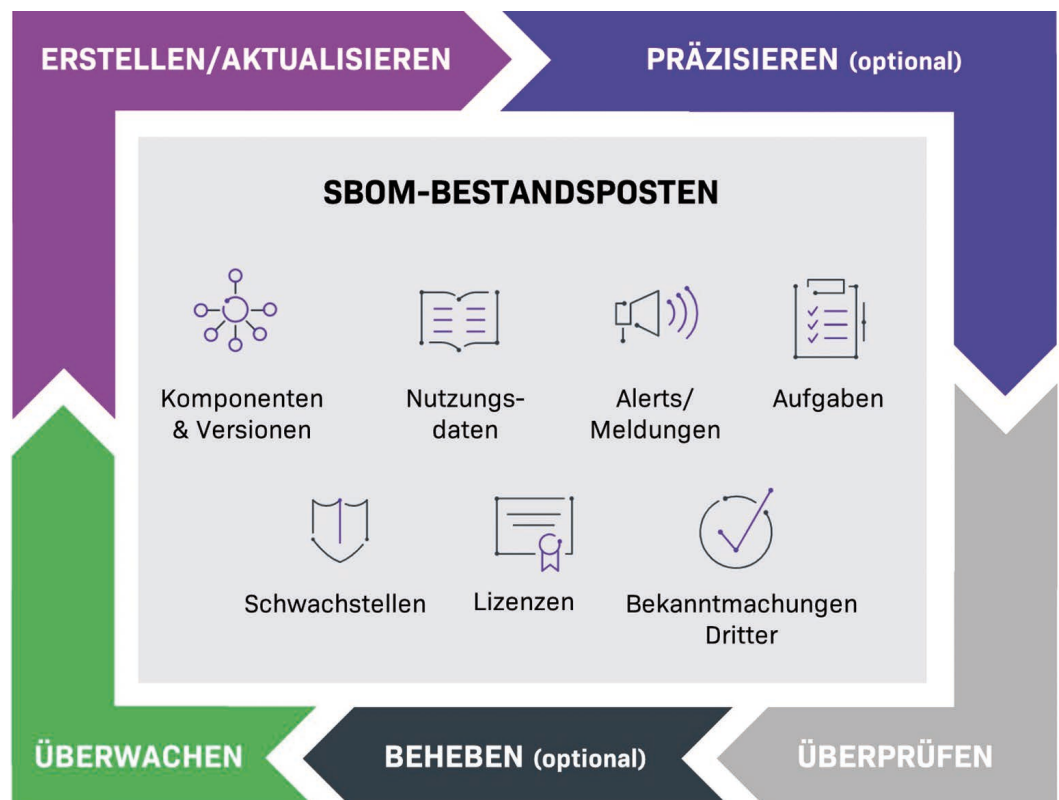 ERSTELLEN/AKTUALISIEREN
PRÄZISIEREN (optional)
SBOM-BESTANDSPOSTEN
Komponenten
& Versionen
Nutzungs-
daten
Alerts/
Meldungen
Aufgaben
Schwachstellen
Lizenzen
Bekanntmachungen
Dritter
ÜBERWACHEN
BEHEBEN (optional)
ÜBERPRÜFEN